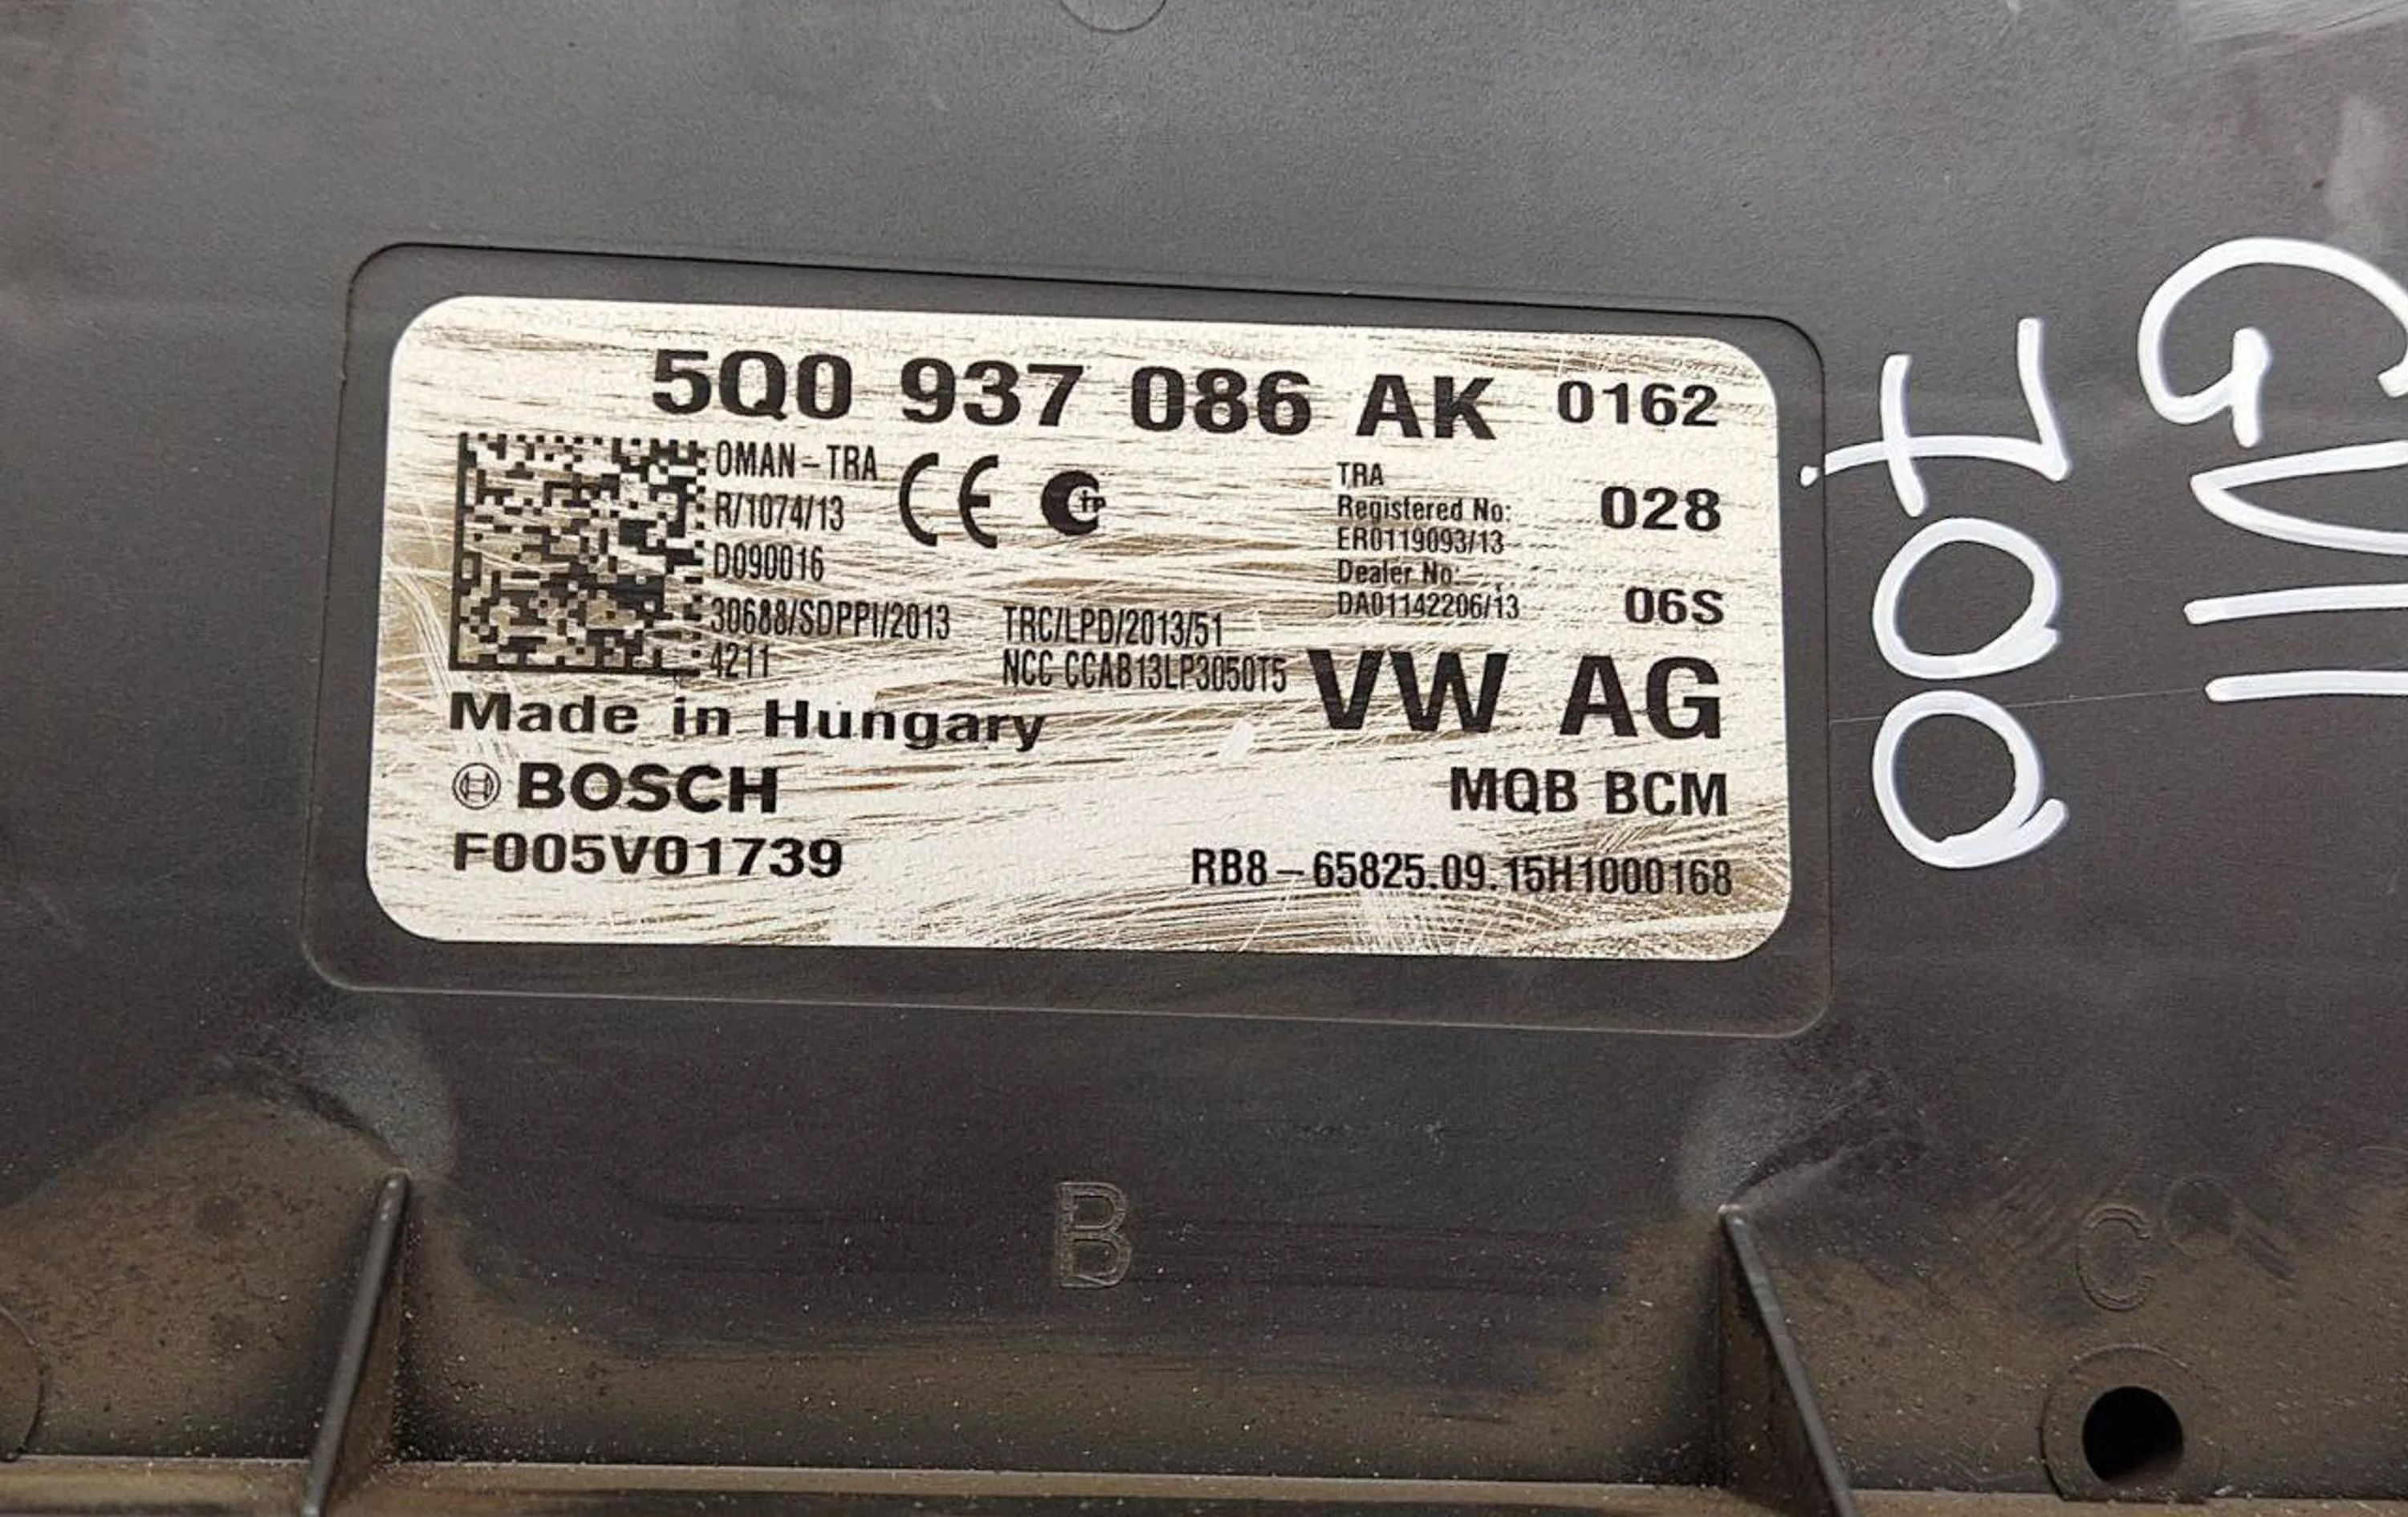 5Q0 937 086 AK 0162
OMAN-TRA
R/1074/13
D090016
30688/SDPPI/2013
4211
TRC/LPD/2013/51
NCC CCAB13LP3050T5
TRA
Registered No:
ER0119093/13
Dealer No:
DA01142206/13
028
06S
VW AG
Made in Hungary
BOSCH
F005V01739
MQB BCM
RB8-65825.09.15H1000168
GVII
700
B
C